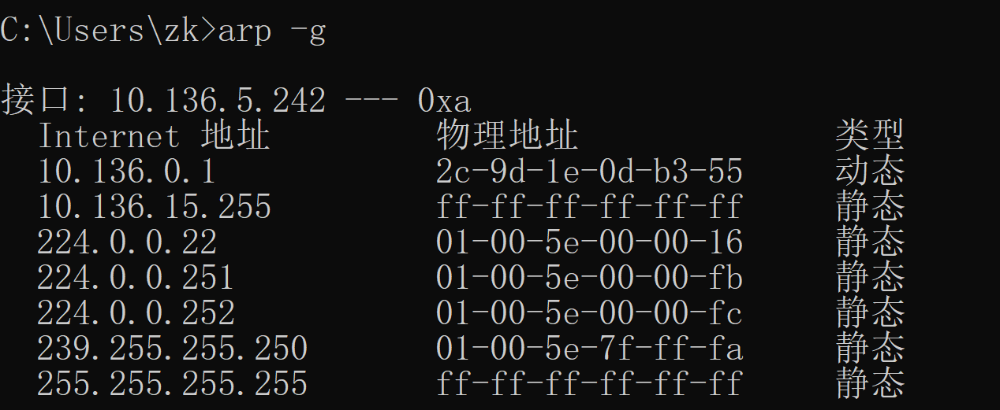 C:\Users\zk>arp -g
接口: 10.136.5.242 --- 0xa
Internet 地址 物理地址 类型
10.136.0.1 2c-9d-1e-0d-b3-55 动态
10.136.15.255 ff-ff-ff-ff-ff-ff 静态
224.0.0.22 01-00-5e-00-00-16 静态
224.0.0.251 01-00-5e-00-00-fb 静态
224.0.0.252 01-00-5e-00-00-fc 静态
239.255.255.250 01-00-5e-7f-ff-fa 静态
255.255.255.255 ff-ff-ff-ff-ff-ff 静态